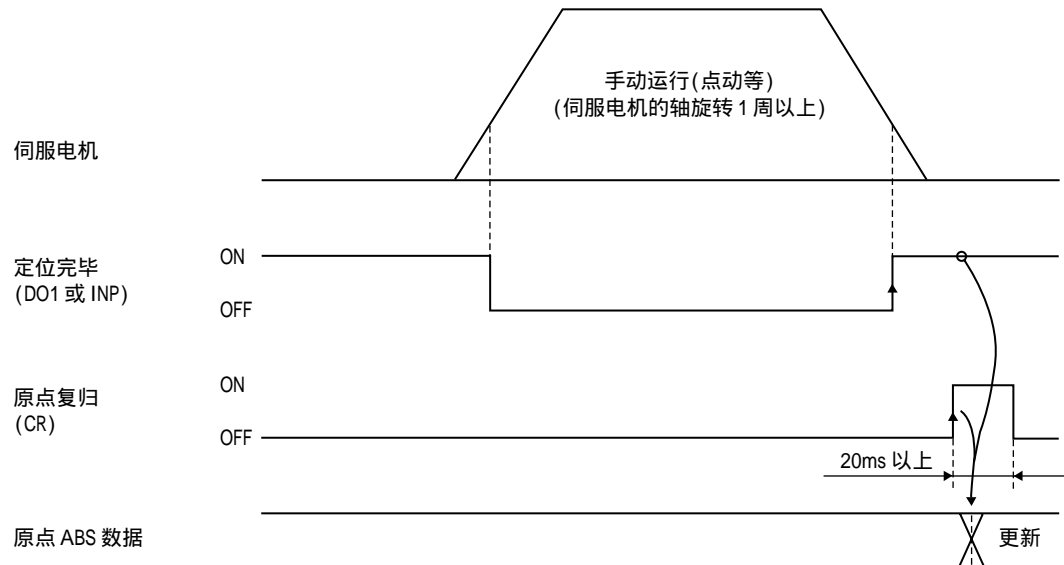 手动运行(点动等)
(伺服电机的轴旋转 1 周以上)
伺服电机
定位完毕
(DO1 或 INP)
ON
OFF
原点复归
(CR)
ON
OFF
20ms 以上
原点 ABS 数据
更新